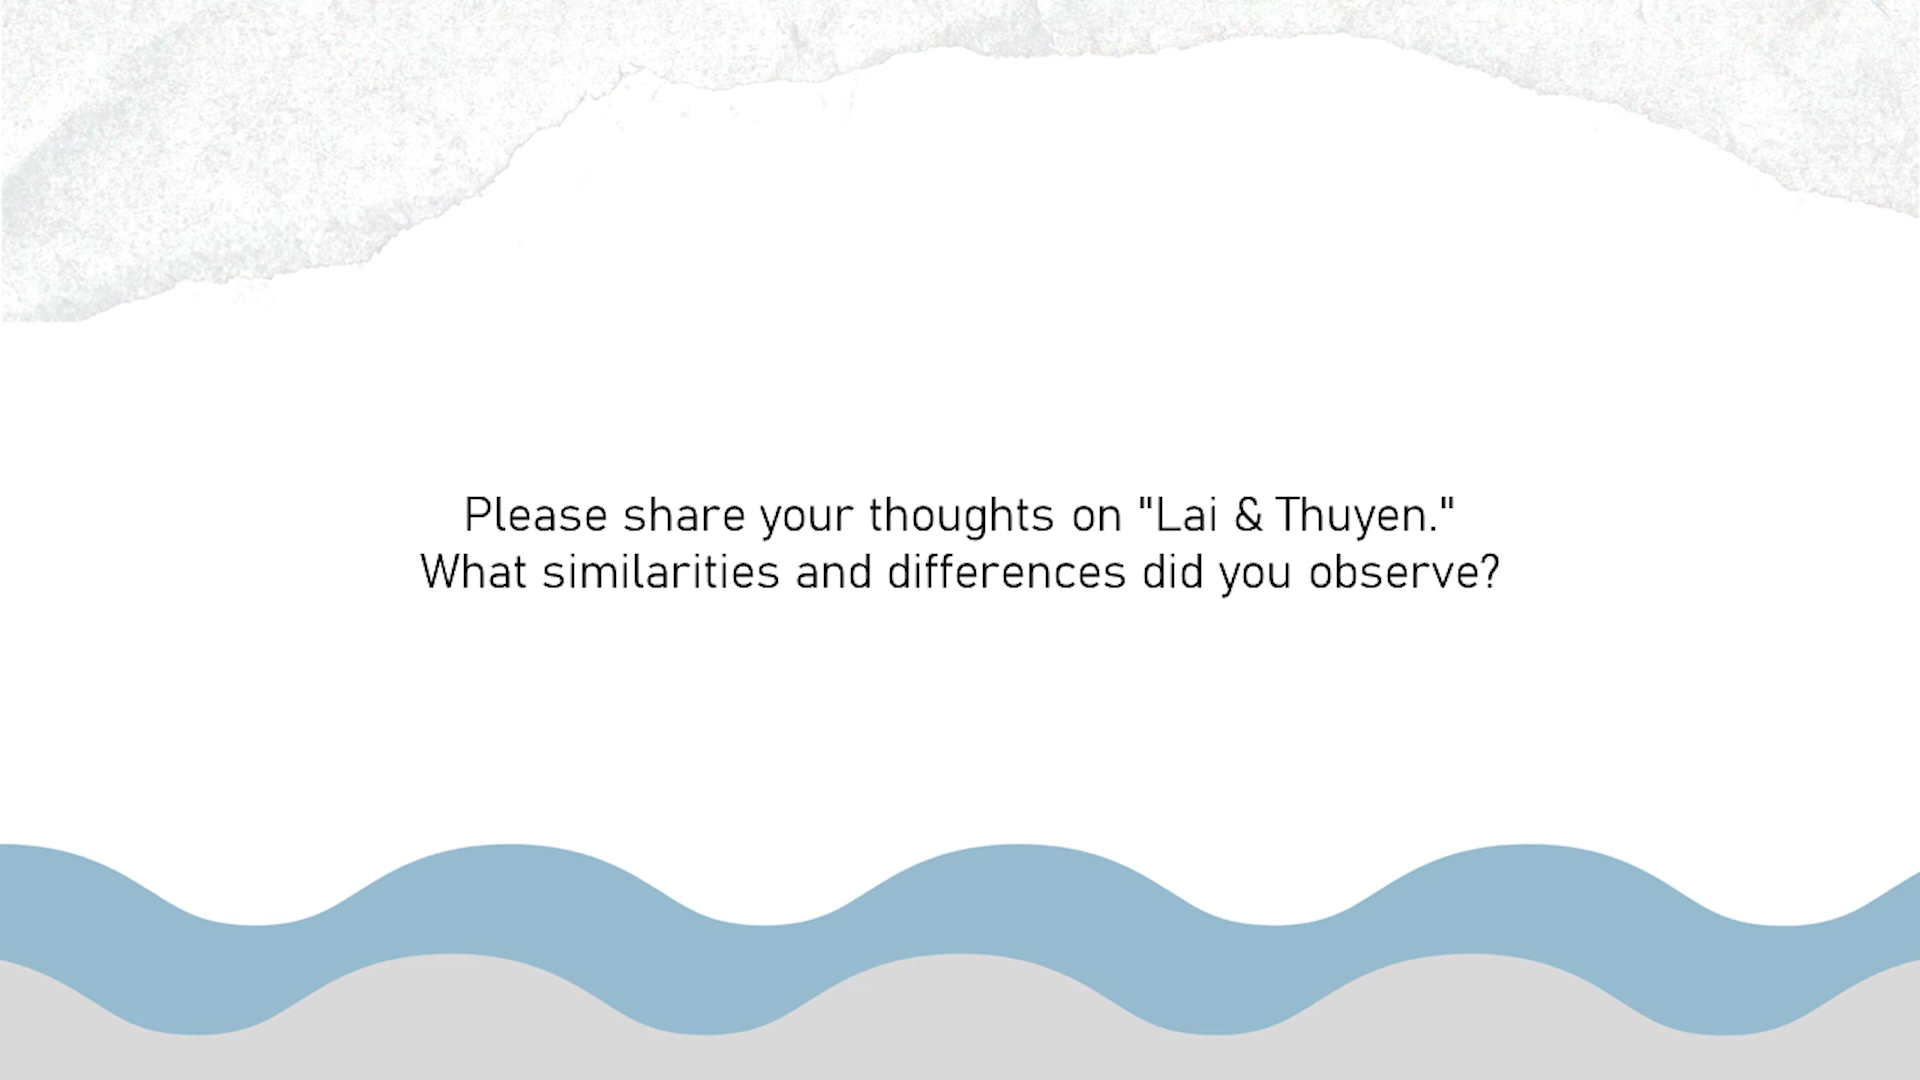 Please share your thoughts on "Lai & Thuyen."
What similarities and differences did you observe?